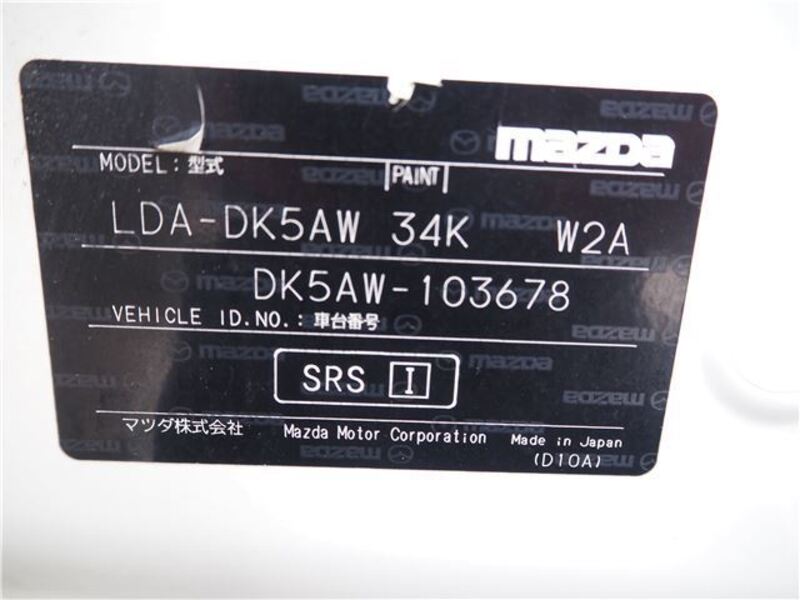 mazda
MODEL：型式 PAINT
LDA-DK5AW 34K W2A
DK5AW-103678
VEHICLE ID.NO.：車台番号
SRS I
マツダ株式会社 Mazda Motor Corporation Made in Japan
(D10A)